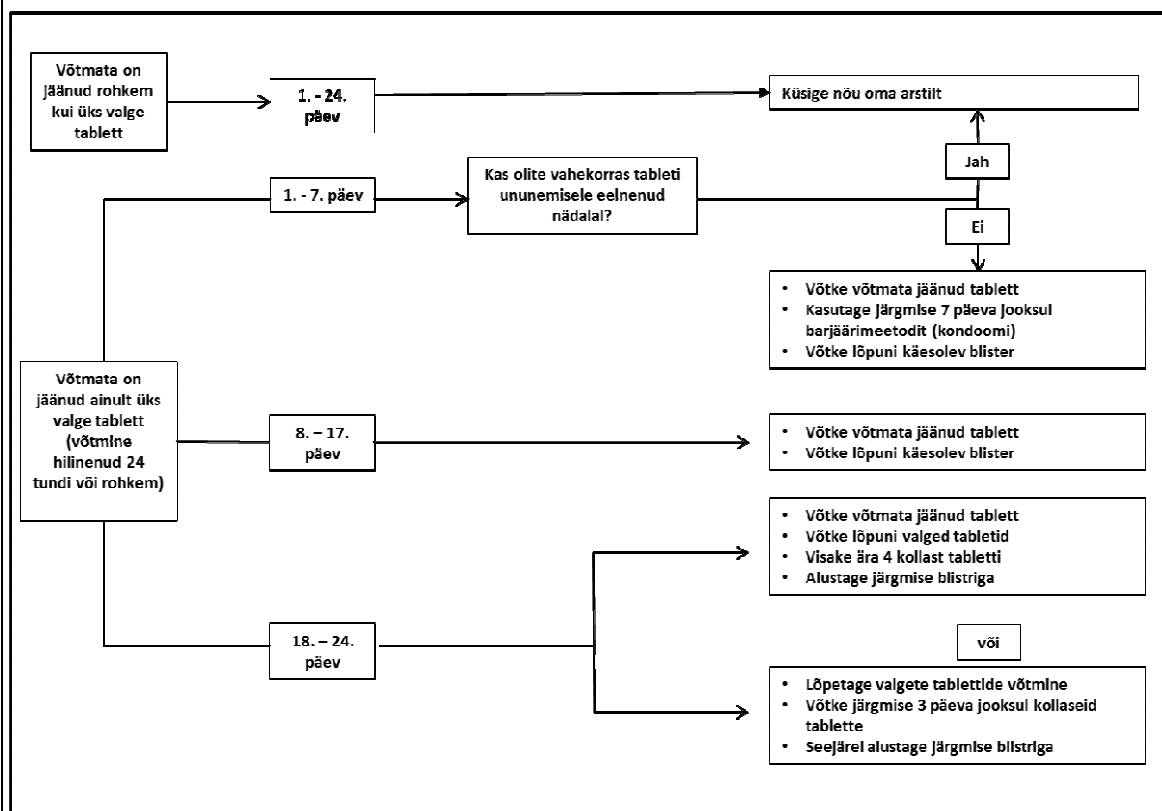 Võtmata on
jäänud rohkem
kui üks valge
tablett
1. - 24.
päev
Küsige nõu oma arstilt
Jah
1. - 7. päev
Kas olite vahekorras tableti
ununemisele eelnenud
nädalal?
Ei
• Võtke võtmata jäänud tablett
• Kasutage järgmise 7 päeva jooksul
barjäärimeetodit (kondoomi)
• Võtke lõpuni käesolev blister
Võtmata on
jäänud ainult üks
valge tablett
(võtmine
hilinenud 24
tundi või rohkem)
8. – 17.
päev
• Võtke võtmata jäänud tablett
• Võtke lõpuni käesolev blister
• Võtke võtmata jäänud tablett
• Võtke lõpuni valged tabletid
• Visake ära 4 kollast tabletti
• Alustage järgmise blistriga
18. – 24.
päev
või
• Lõpetage valgete tablettide võtmine
• Võtke järgmise 3 päeva jooksul kollaseid
tablette
• Seejärel alustage järgmise blistriga